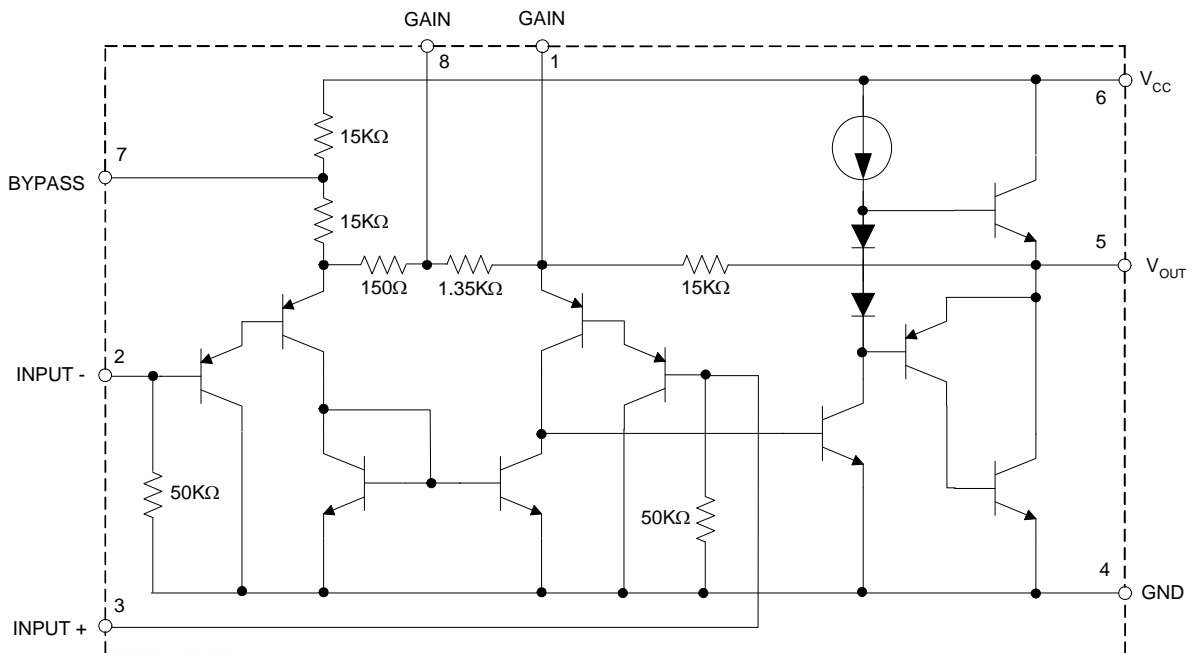 GAIN
GAIN
8
1
V_CC
6
15KΩ
7
BYPASS
15KΩ
5
V_OUT
150Ω
1.35KΩ
15KΩ
2
INPUT -
50KΩ
50KΩ
4
GND
3
INPUT +